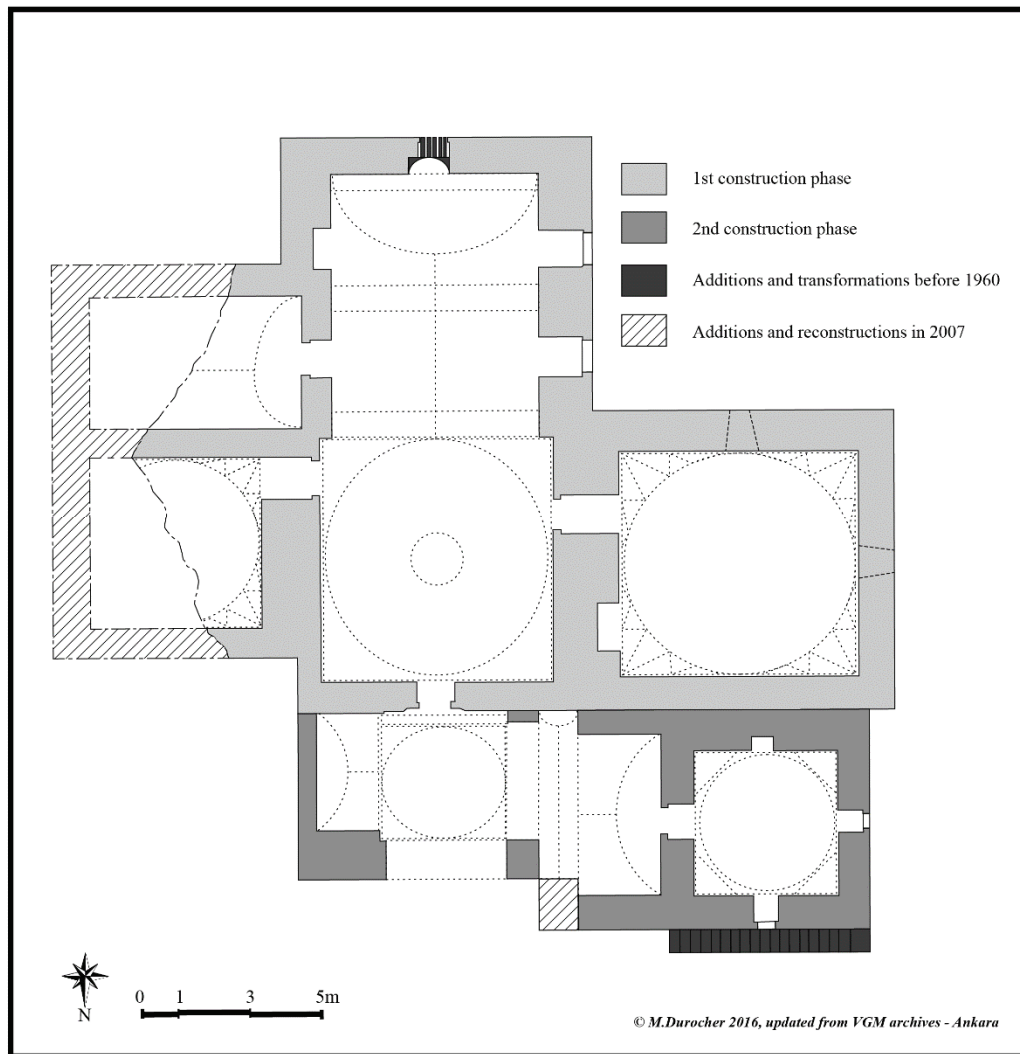 1st construction phase
2nd construction phase
Additions and transformations before 1960
Additions and reconstructions in 2007
N
0 1 3 5m
© M.Durocher 2016, updated from VGM archives - Ankara